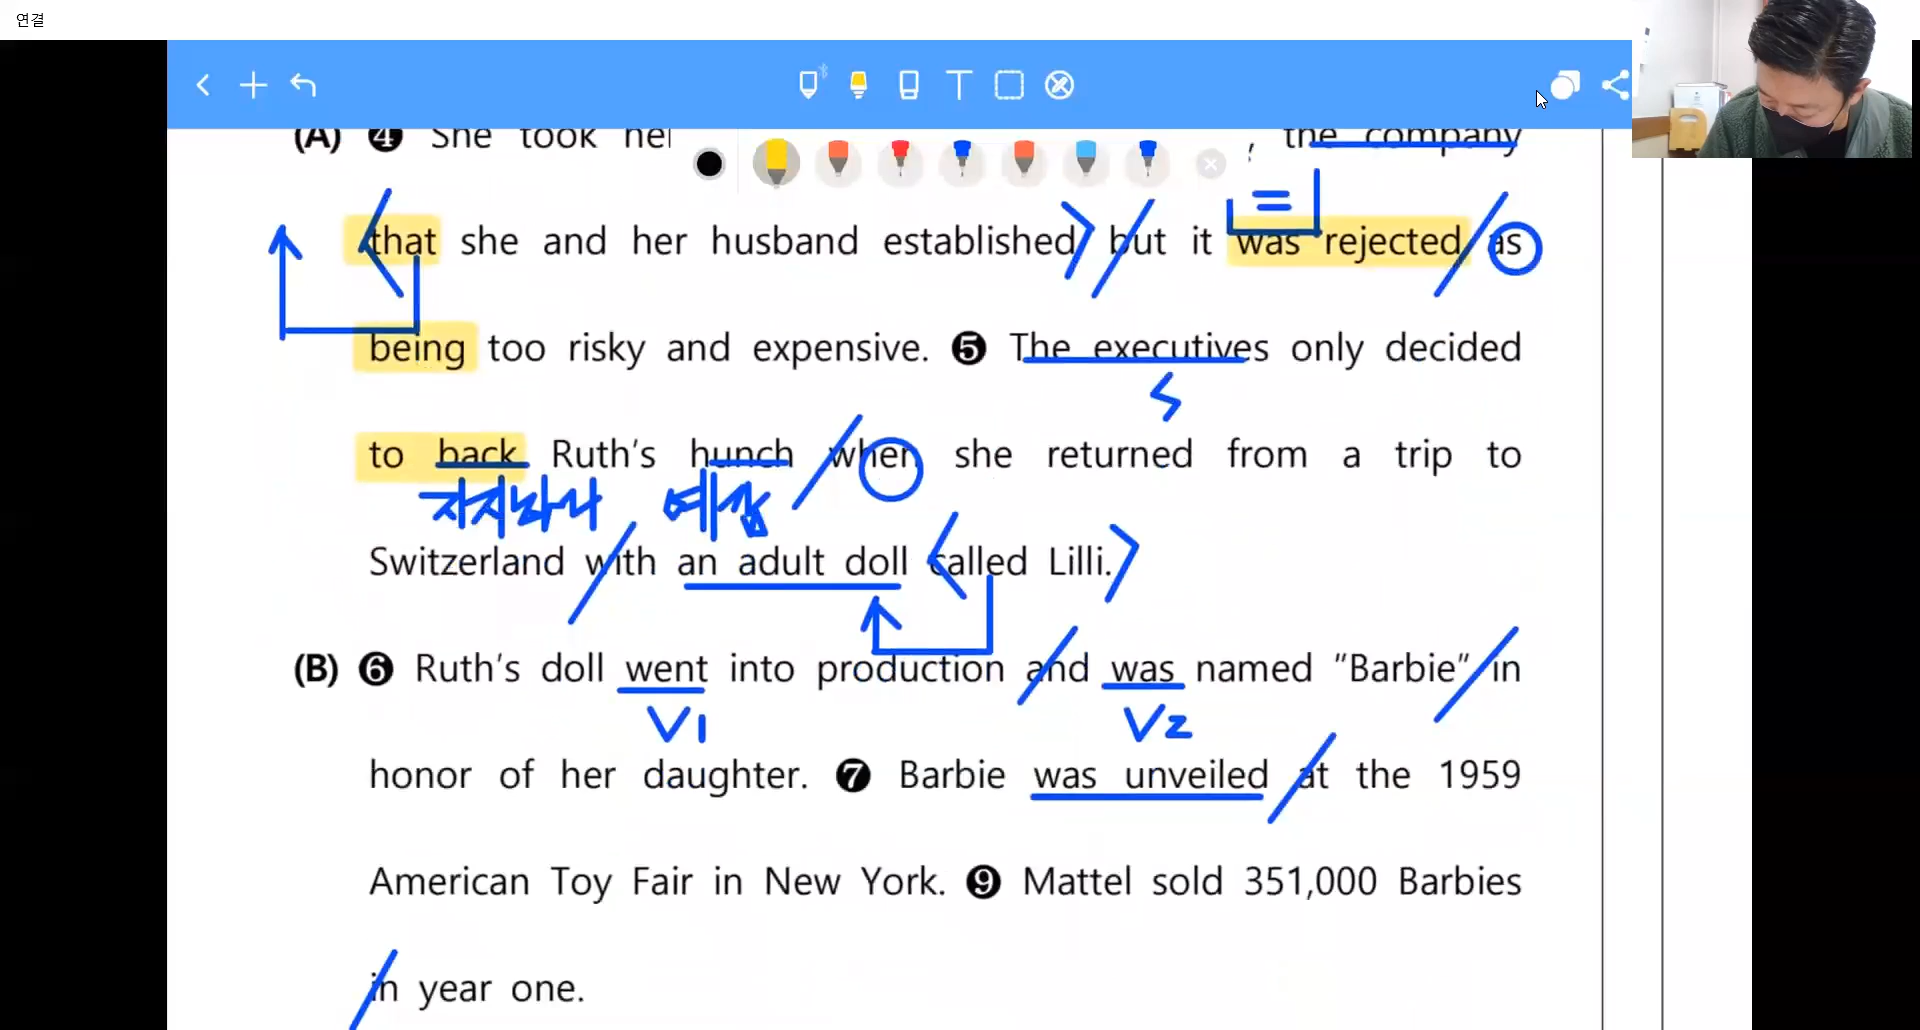 연결
(A) ❹ She took he , the company
that she and her husband established, but it was rejected as
=
being too risky and expensive. ❺ The executives only decided
S
to back Ruth's hunch when she returned from a trip to
지지하다 예상
Switzerland with an adult doll called Lilli.
(B) ❻ Ruth's doll went into production and was named "Barbie" in
V1 V2
honor of her daughter. ❼ Barbie was unveiled at the 1959
American Toy Fair in New York. ❾ Mattel sold 351,000 Barbies
in year one.